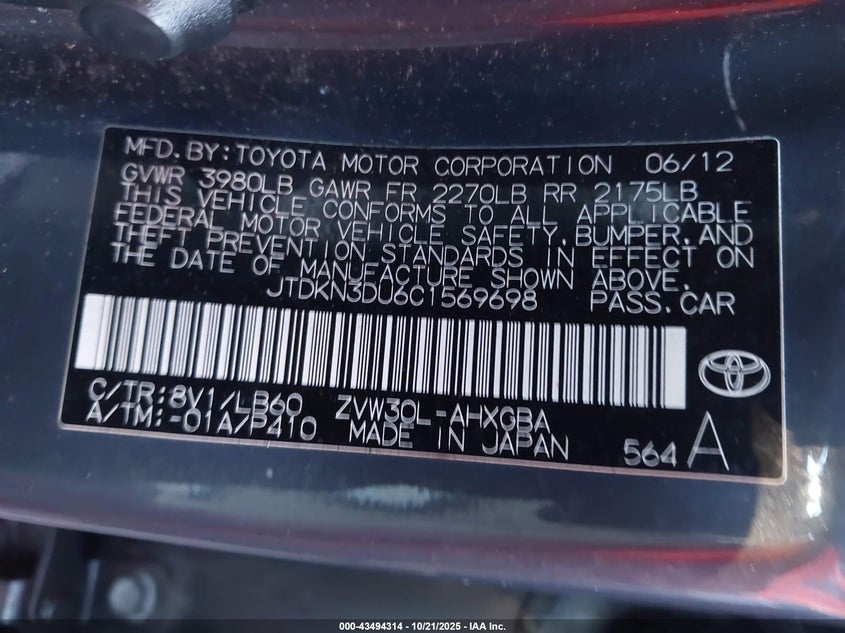 MFD.BY:TOYOTA MOTOR CORPORATION 06/12
GVWR 3980LB GAWR FR 2270LB RR 2175LB
THIS VEHICLE CONFORMS TO ALL APPLICABLE
FEDERAL MOTOR VEHICLE SAFETY,BUMPER,AND
THEFT PREVENTION STANDARDS IN EFFECT ON
THE DATE OF MANUFACTURE SHOWN ABOVE.
JTDKN3DU6C1569698 PASS.CAR
C/TR:8V1/LB60 ZVW30L-AHXGBA
A/TM:-01A/P410 MADE IN JAPAN 564 A
000-43494314 - 10/21/2025 - IAA Inc.